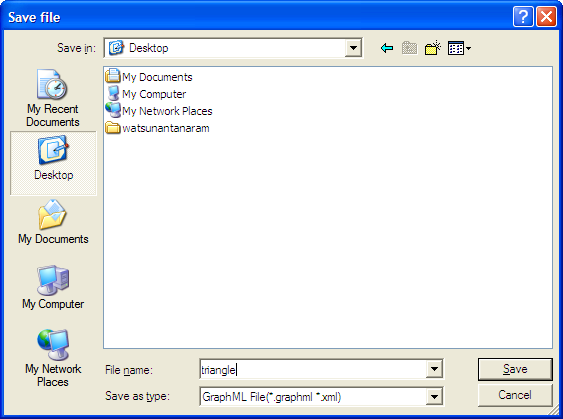 Save file
Save in: Desktop
My Documents
My Computer
My Network Places
watsunantanaram
My Recent
Documents
Desktop
My Documents
My Computer
My Network
Places
File name: triangle
Save as type: GraphML File(*.graphml *.xml)
Save
Cancel